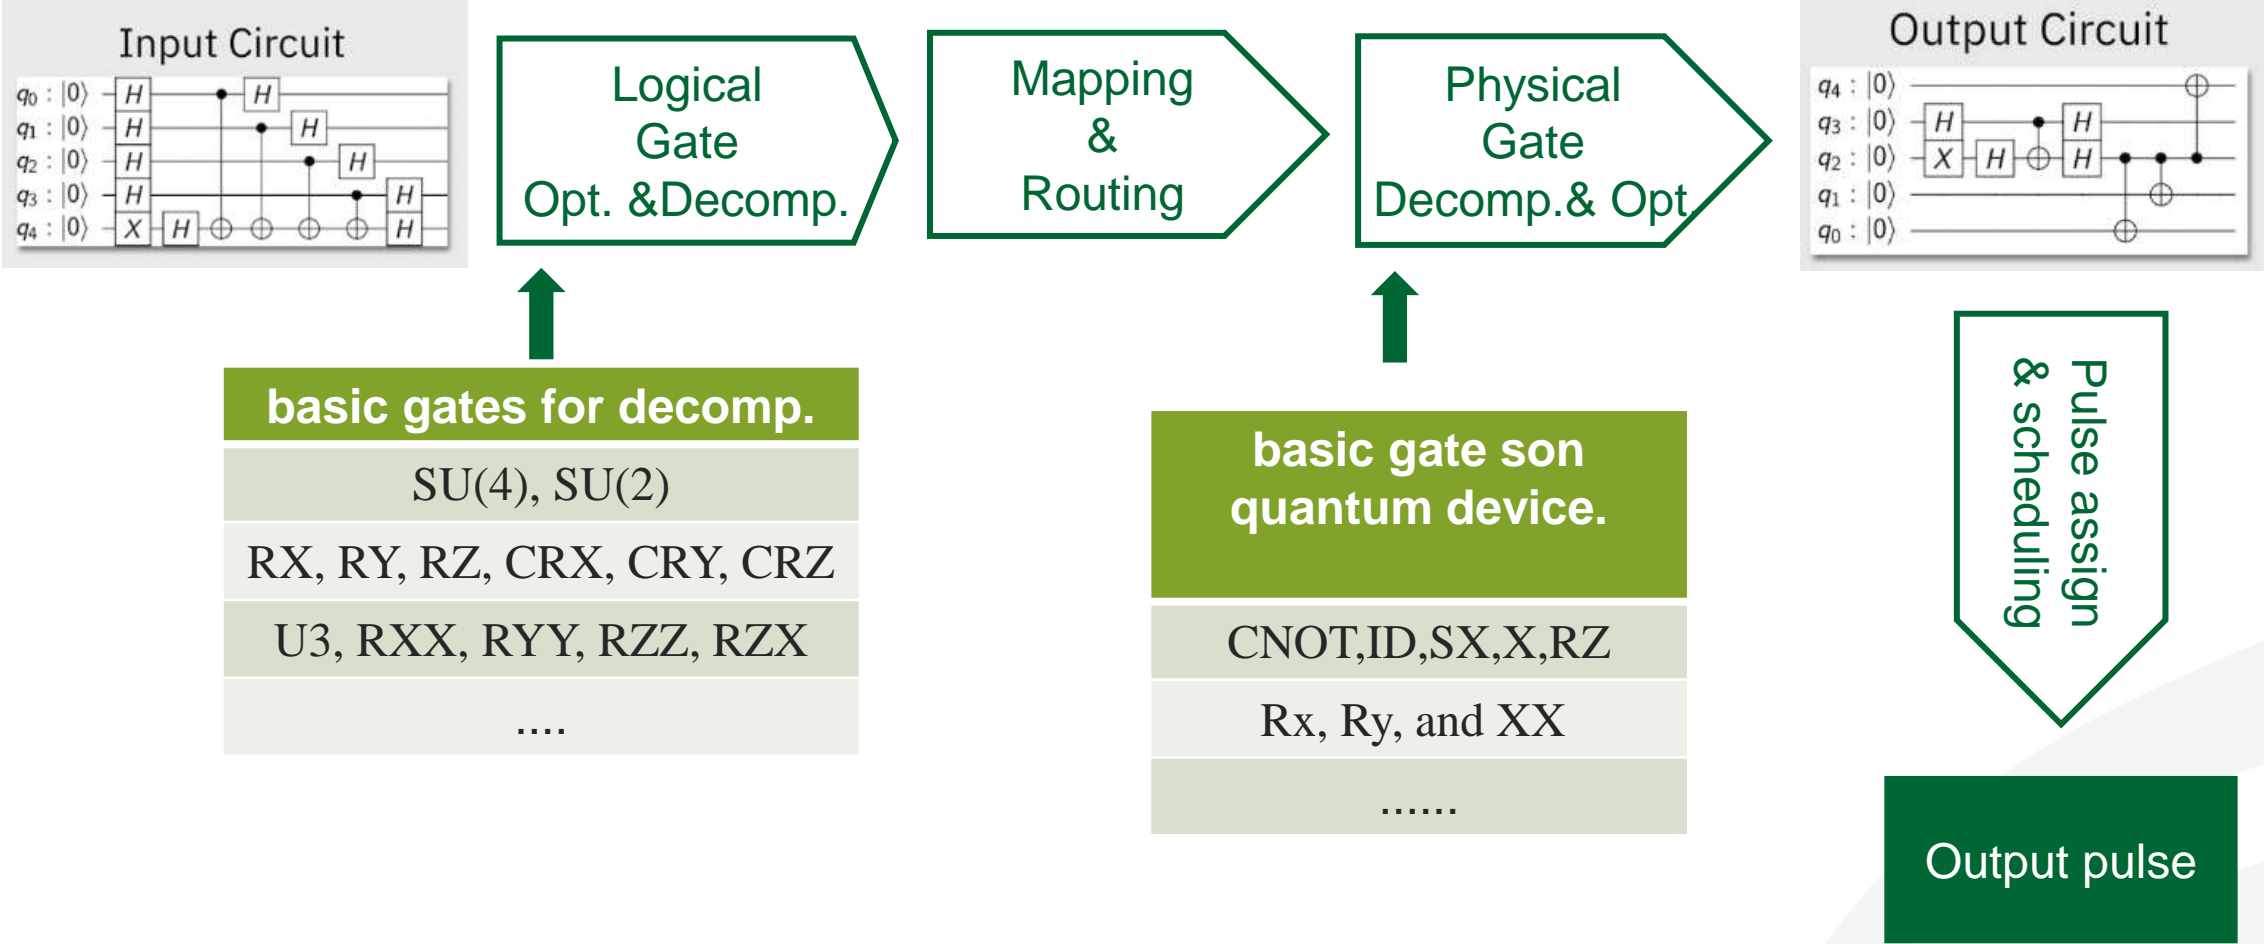 Input Circuit
q0 : |0⟩ H H
q1 : |0⟩ H H
q2 : |0⟩ H H
q3 : |0⟩ H H
q4 : |0⟩ X H H
Logical
Gate
Opt. &Decomp.
Mapping
&
Routing
Physical
Gate
Decomp.& Opt.
Output Circuit
q4 : |0⟩
q3 : |0⟩ H H
q2 : |0⟩ X H H
q1 : |0⟩
q0 : |0⟩
basic gates for decomp.
SU(4), SU(2)
RX, RY, RZ, CRX, CRY, CRZ
U3, RXX, RYY, RZZ, RZX
....
basic gate son
quantum device.
CNOT,ID,SX,X,RZ
Rx, Ry, and XX
......
Pulse assign
& scheduling
Output pulse